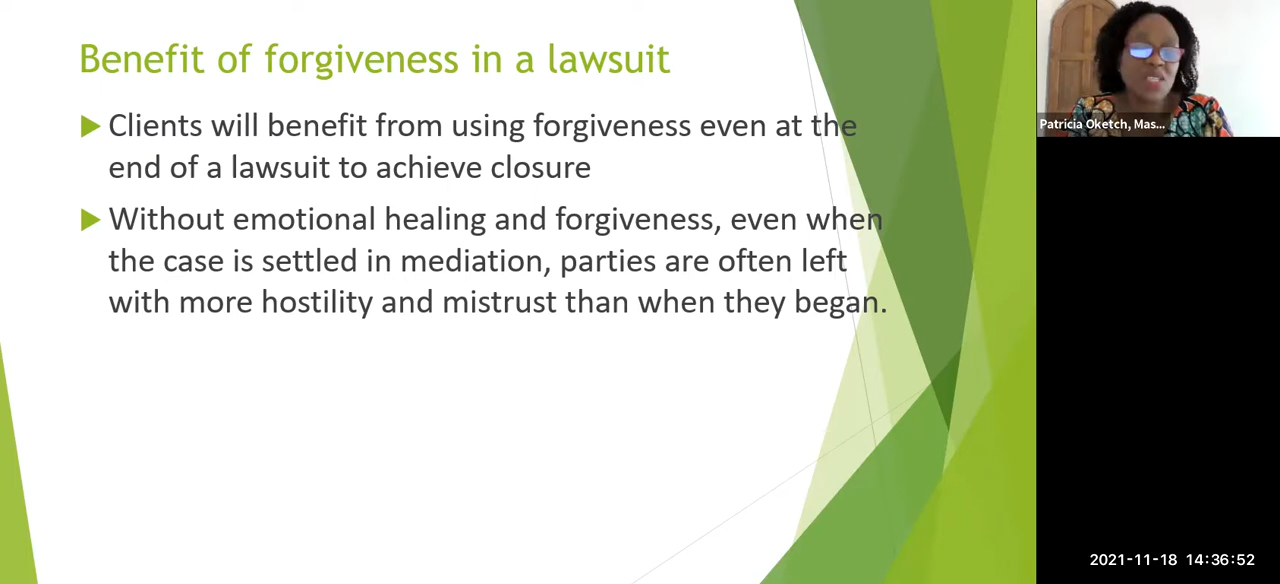 Benefit of forgiveness in a lawsuit
Clients will benefit from using forgiveness even at the
end of a lawsuit to achieve closure
Without emotional healing and forgiveness, even when
the case is settled in mediation, parties are often left
with more hostility and mistrust than when they began.
Patricia Oketch, Mas...
2021-11-18 14:36:52